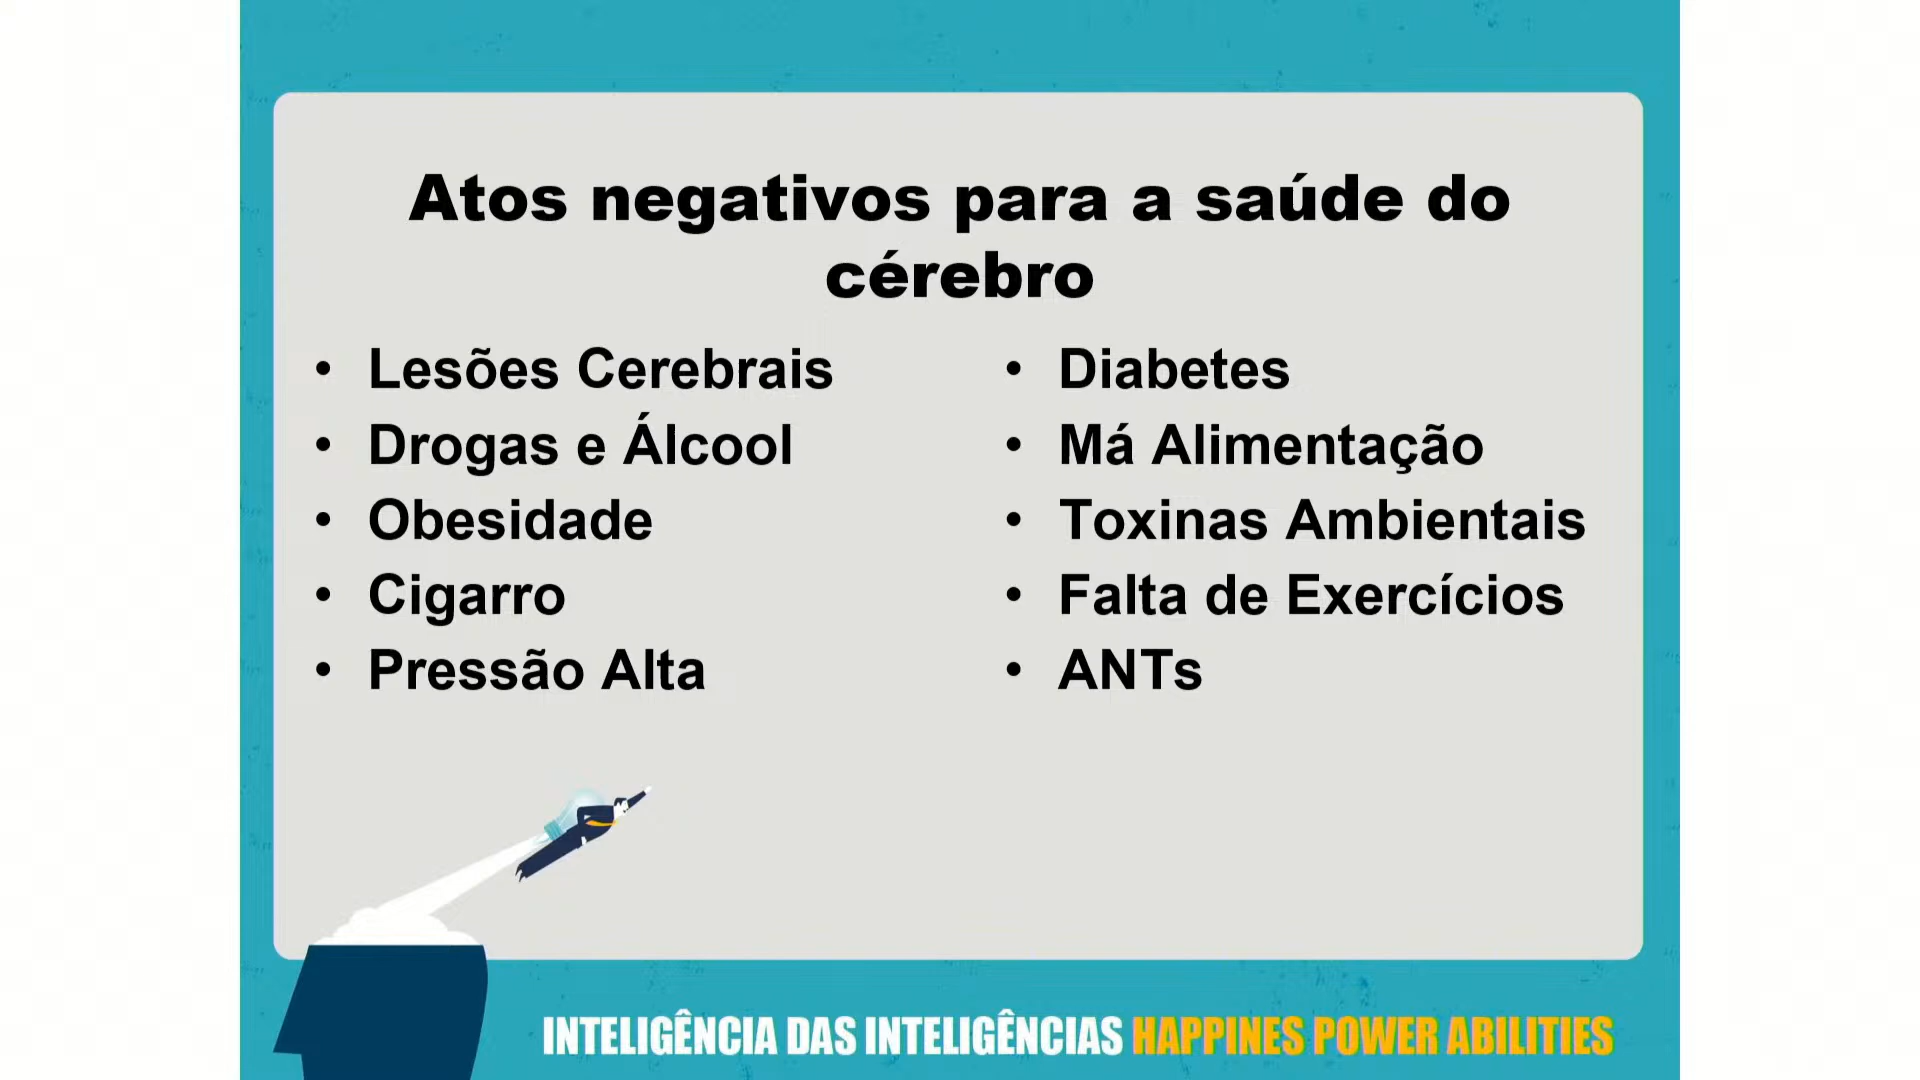 Atos negativos para a saúde do
cérebro
• Lesões Cerebrais
• Drogas e Álcool
• Obesidade
• Cigarro
• Pressão Alta
• Diabetes
• Má Alimentação
• Toxinas Ambientais
• Falta de Exercícios
• ANTs
INTELIGÊNCIA DAS INTELIGÊNCIAS HAPPINES POWER ABILITIES